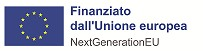 Finanziato
dall'Unione europea
NextGenerationEU